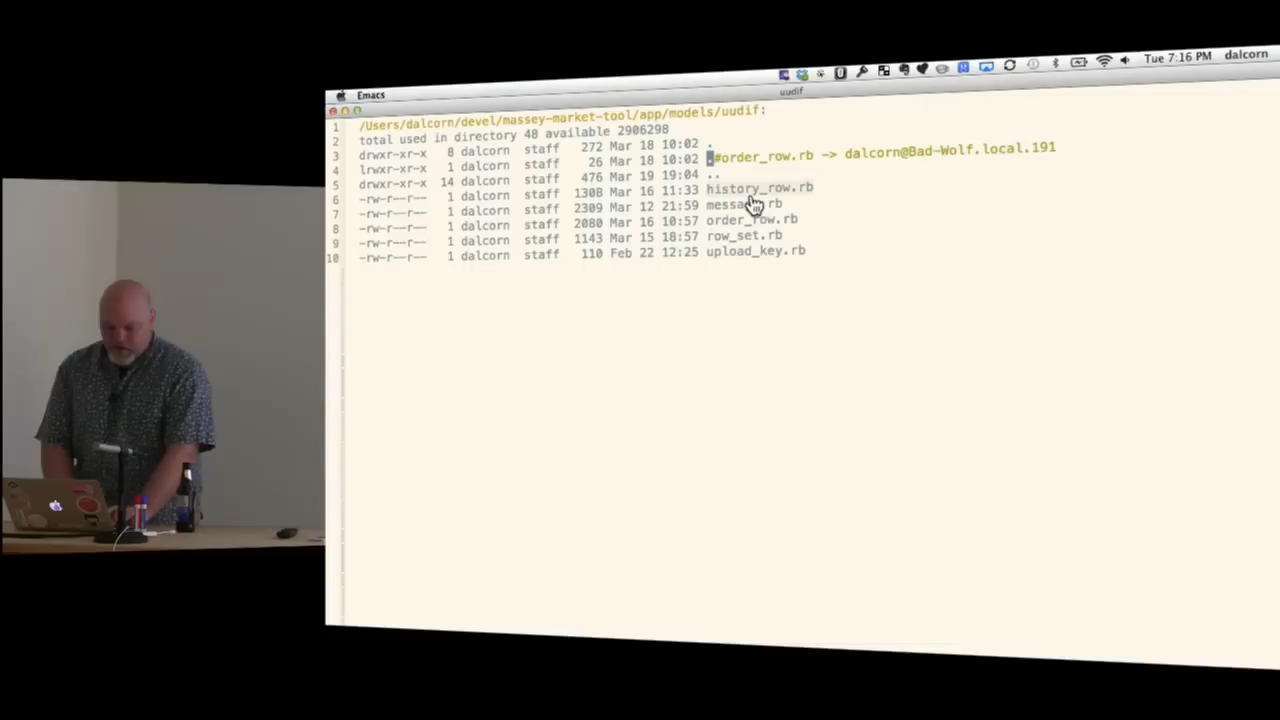 Emacs
Tue 7:16 PM dalcorn
uudif
1 /Users/dalcorn/devel/massey-market-tool/app/models/uudif:
2 total used in directory 48 available 2906298
3 drwxr-xr-x 8 dalcorn staff 272 Mar 18 10:02 .
4 lrwxr-xr-x 1 dalcorn staff 26 Mar 18 10:02 .#order_row.rb -> dalcorn@Bad-Wolf.local.191
5 drwxr-xr-x 14 dalcorn staff 476 Mar 19 19:04 ..
6 -rw-r--r-- 1 dalcorn staff 1308 Mar 16 11:33 history_row.rb
7 -rw-r--r-- 1 dalcorn staff 2309 Mar 12 21:59 message.rb
8 -rw-r--r-- 1 dalcorn staff 2080 Mar 16 10:57 order_row.rb
9 -rw-r--r-- 1 dalcorn staff 1143 Mar 15 18:57 row_set.rb
10 -rw-r--r-- 1 dalcorn staff 110 Feb 22 12:25 upload_key.rb